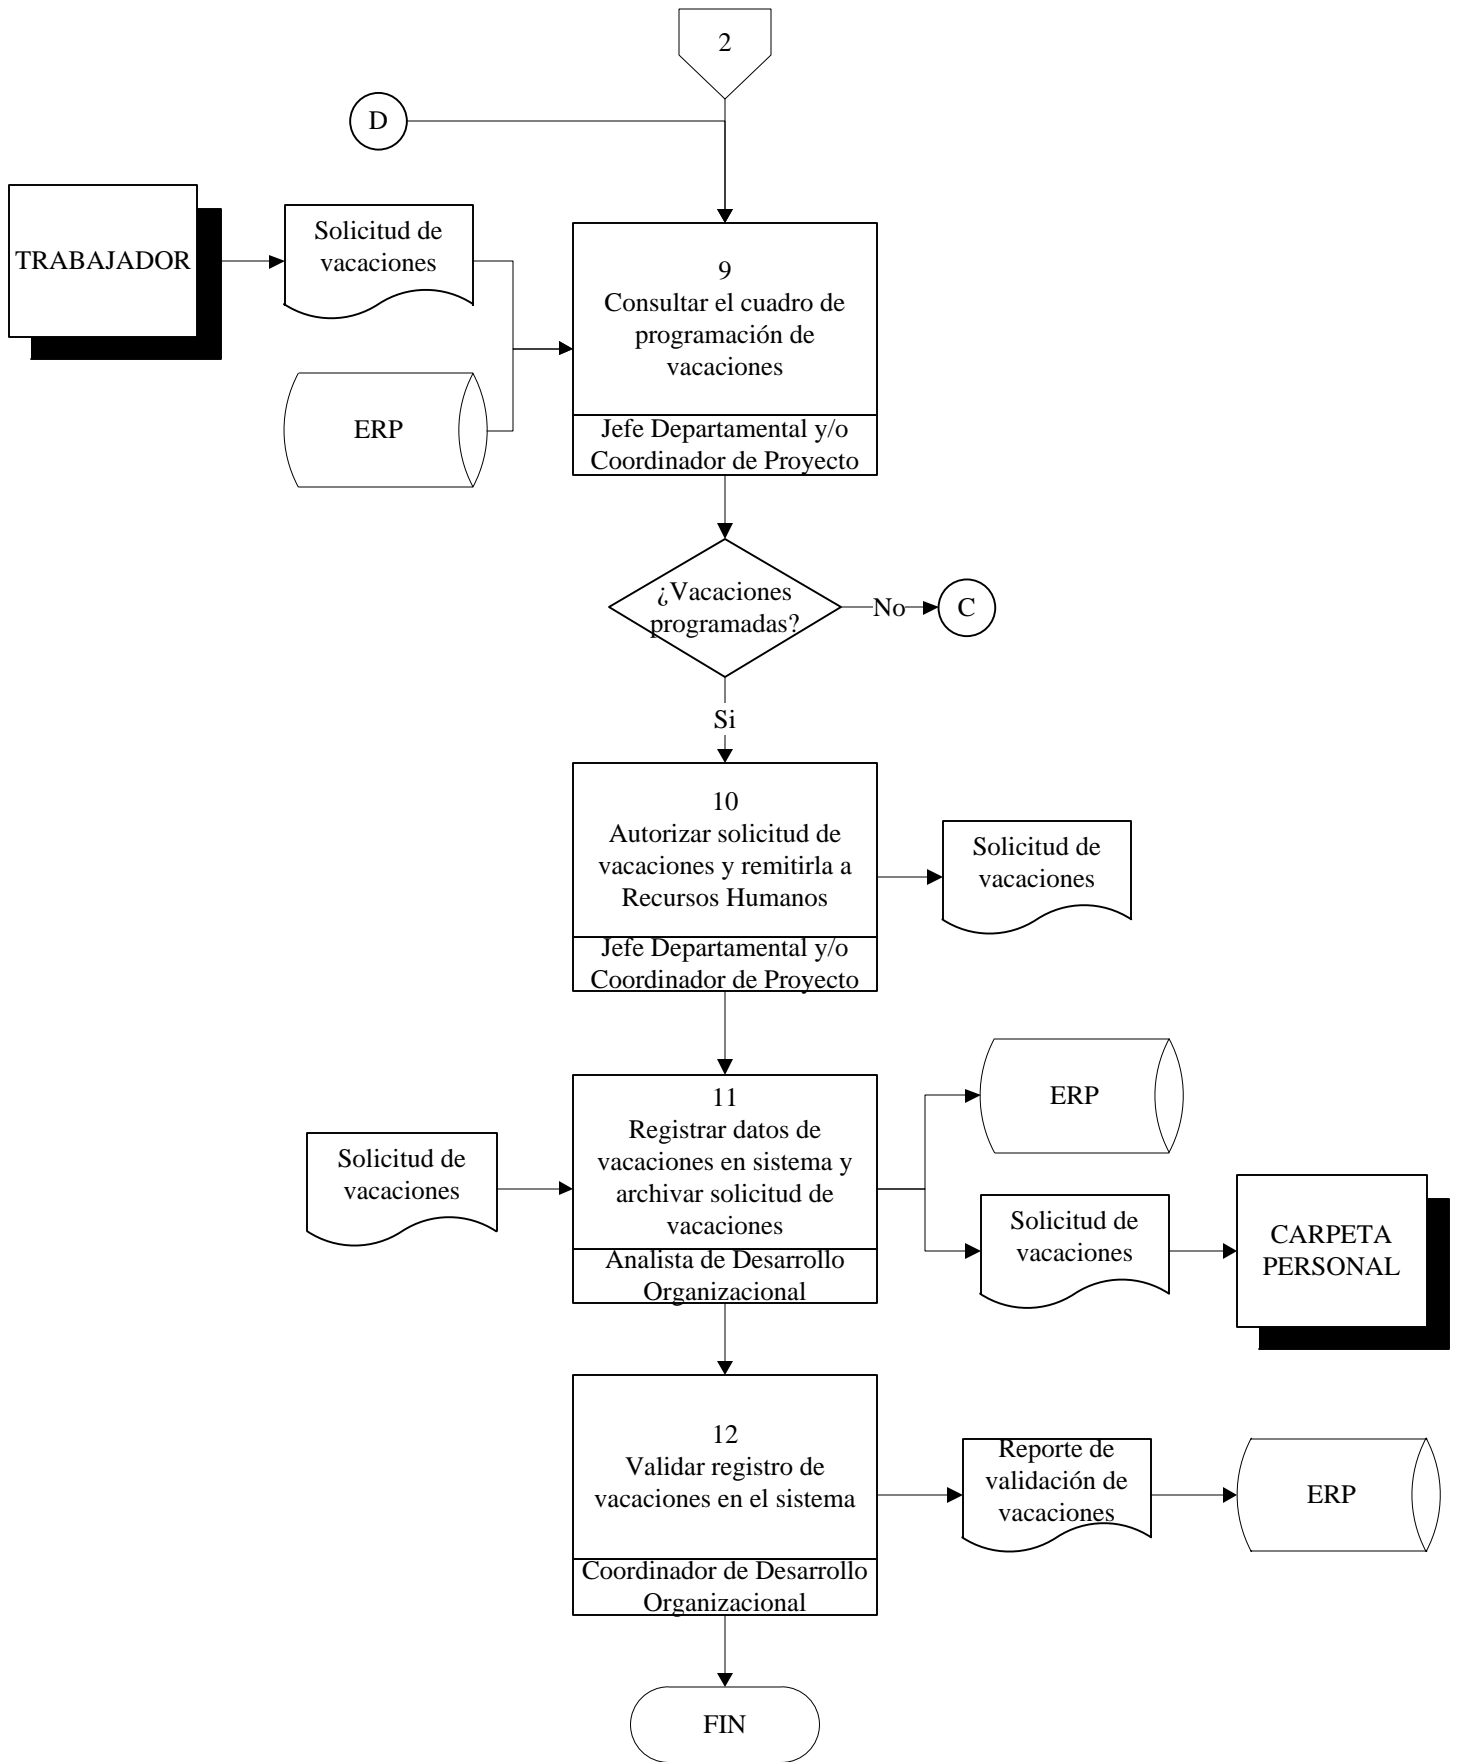 2
D
TRABAJADOR
Solicitud de
vacaciones
ERP
9
Consultar el cuadro de
programación de
vacaciones
Jefe Departamental y/o
Coordinador de Proyecto
¿Vacaciones
programadas?
No
C
Si
10
Autorizar solicitud de
vacaciones y remitirla a
Recursos Humanos
Jefe Departamental y/o
Coordinador de Proyecto
Solicitud de
vacaciones
Solicitud de
vacaciones
11
Registrar datos de
vacaciones en sistema y
archivar solicitud de
vacaciones
Analista de Desarrollo
Organizacional
ERP
Solicitud de
vacaciones
CARPETA
PERSONAL
12
Validar registro de
vacaciones en el sistema
Coordinador de Desarrollo
Organizacional
Reporte de
validación de
vacaciones
ERP
FIN